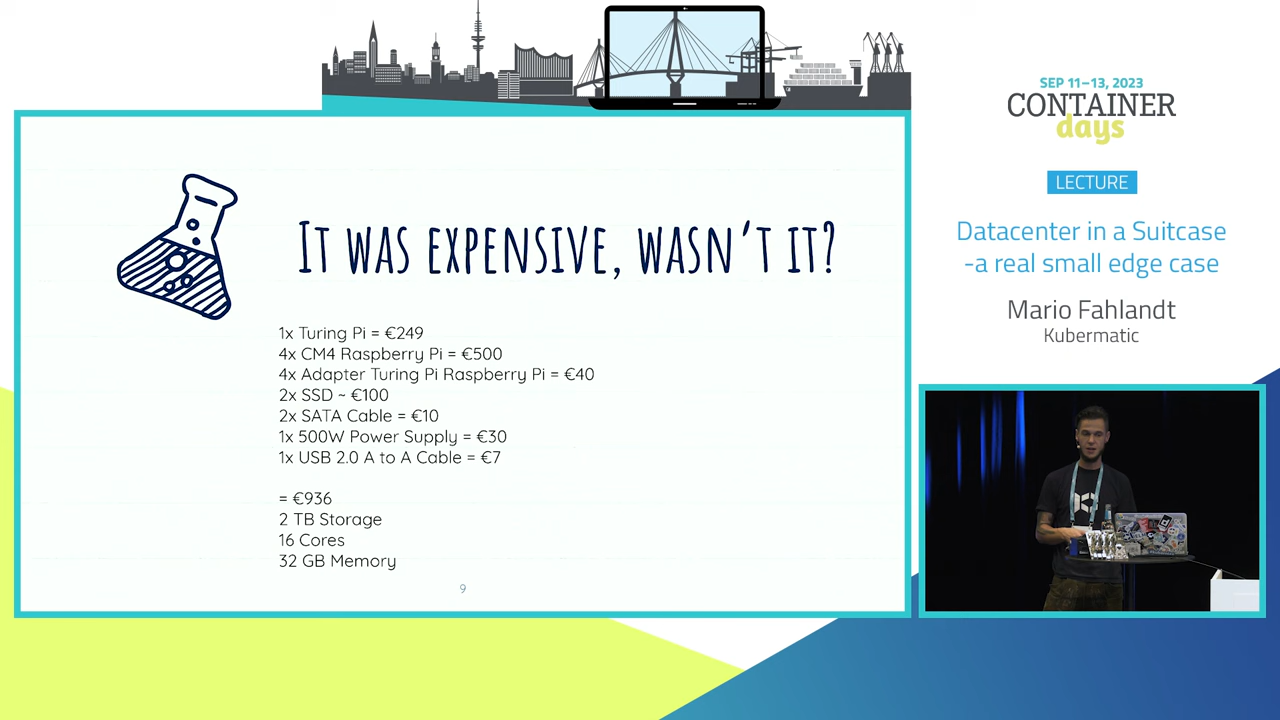 IT WAS EXPENSIVE, WASN'T IT?
1x Turing Pi = €249
4x CM4 Raspberry Pi = €500
4x Adapter Turing Pi Raspberry Pi = €40
2x SSD ~ €100
2x SATA Cable = €10
1x 500W Power Supply = €30
1x USB 2.0 A to A Cable = €7
= €936
2 TB Storage
16 Cores
32 GB Memory
9
SEP 11–13, 2023
CONTAINER
days
LECTURE
Datacenter in a Suitcase
-a real small edge case
Mario Fahlandt
Kubermatic